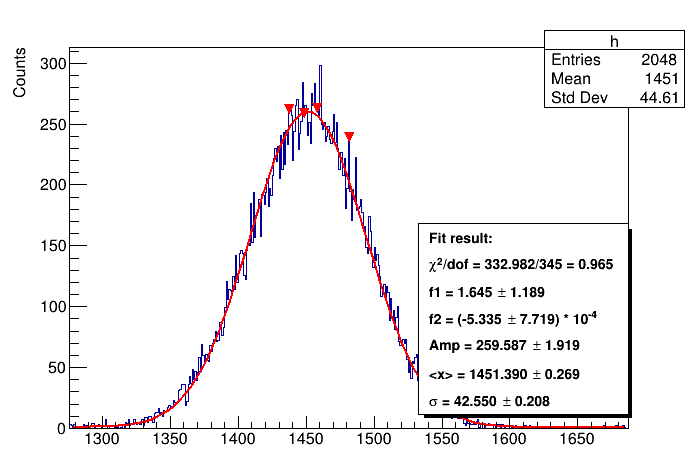 h
Entries 2048
Mean 1451
Std Dev 44.61
Counts
300
250
200
150
100
50
0
Fit result:
χ²/dof = 332.982/345 = 0.965
f1 = 1.645 ± 1.189
f2 = (-5.335 ± 7.719) * 10⁻⁴
Amp = 259.587 ± 1.919
<x> = 1451.390 ± 0.269
σ = 42.550 ± 0.208
1300 1350 1400 1450 1500 1550 1600 1650